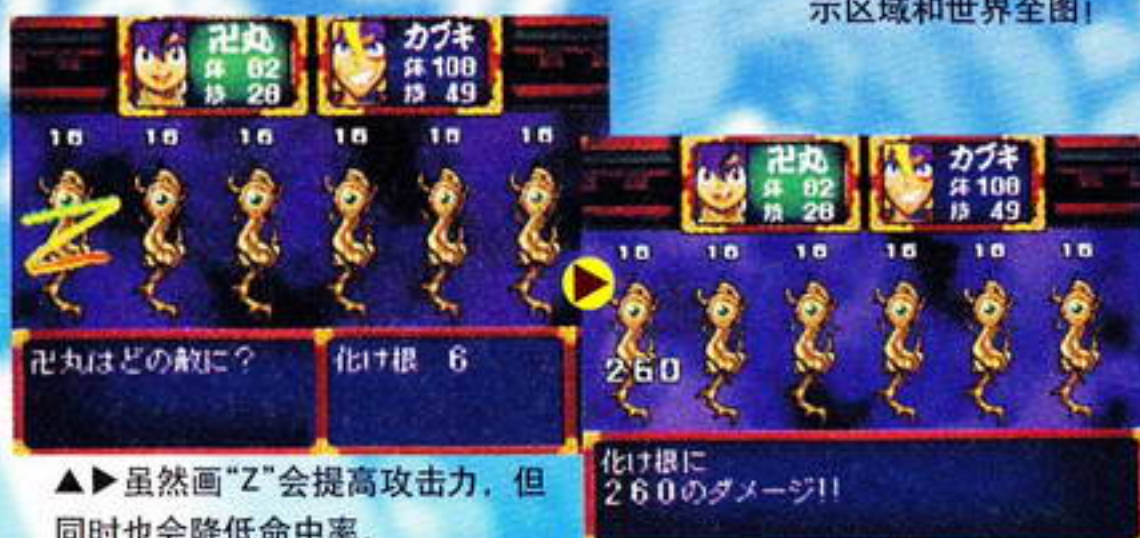 示区域和世界全图!
卍丸
体 82
技 28
カブキ
体 108
技 49
16 16 16 16 16 16
卍丸はどの敵に?
化け根 6
卍丸
体 82
技 28
カブキ
体 108
技 49
16 16 16 16 16 16
260
化け根に
260のダメージ!!
▲▶虽然画“Z”会提高攻击力，但
同时也会降低命中率。